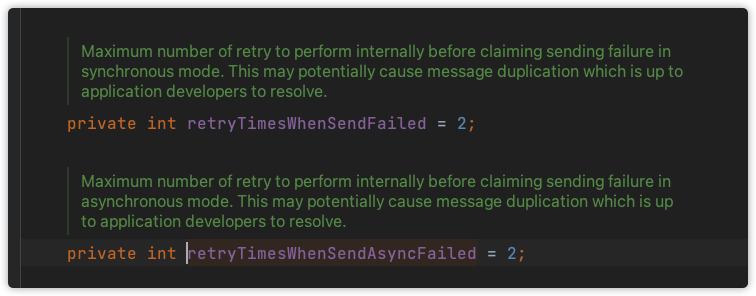 Maximum number of retry to perform internally before claiming sending failure in
synchronous mode. This may potentially cause message duplication which is up to
application developers to resolve.
private int retryTimesWhenSendFailed = 2;
Maximum number of retry to perform internally before claiming sending failure in
asynchronous mode. This may potentially cause message duplication which is up
to application developers to resolve.
private int retryTimesWhenSendAsyncFailed = 2;